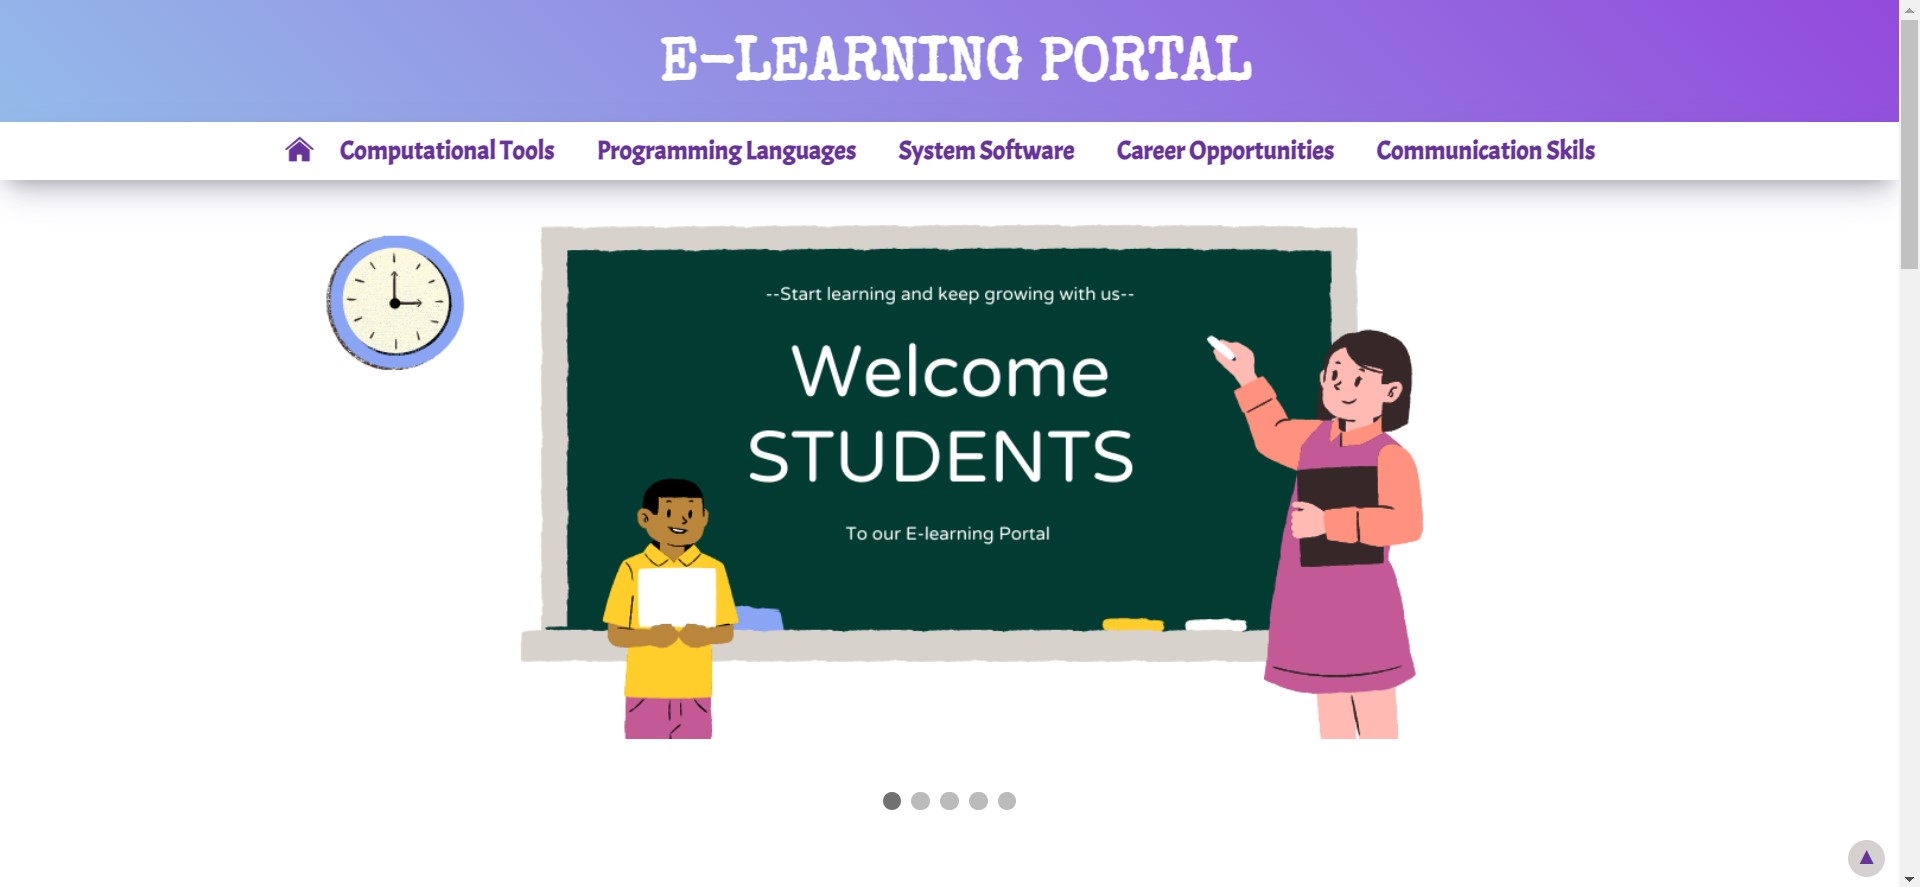 E-LEARNING PORTAL
Computational Tools Programming Languages System Software Career Opportunities Communication Skils
--Start learning and keep growing with us--
Welcome
STUDENTS
To our E-learning Portal